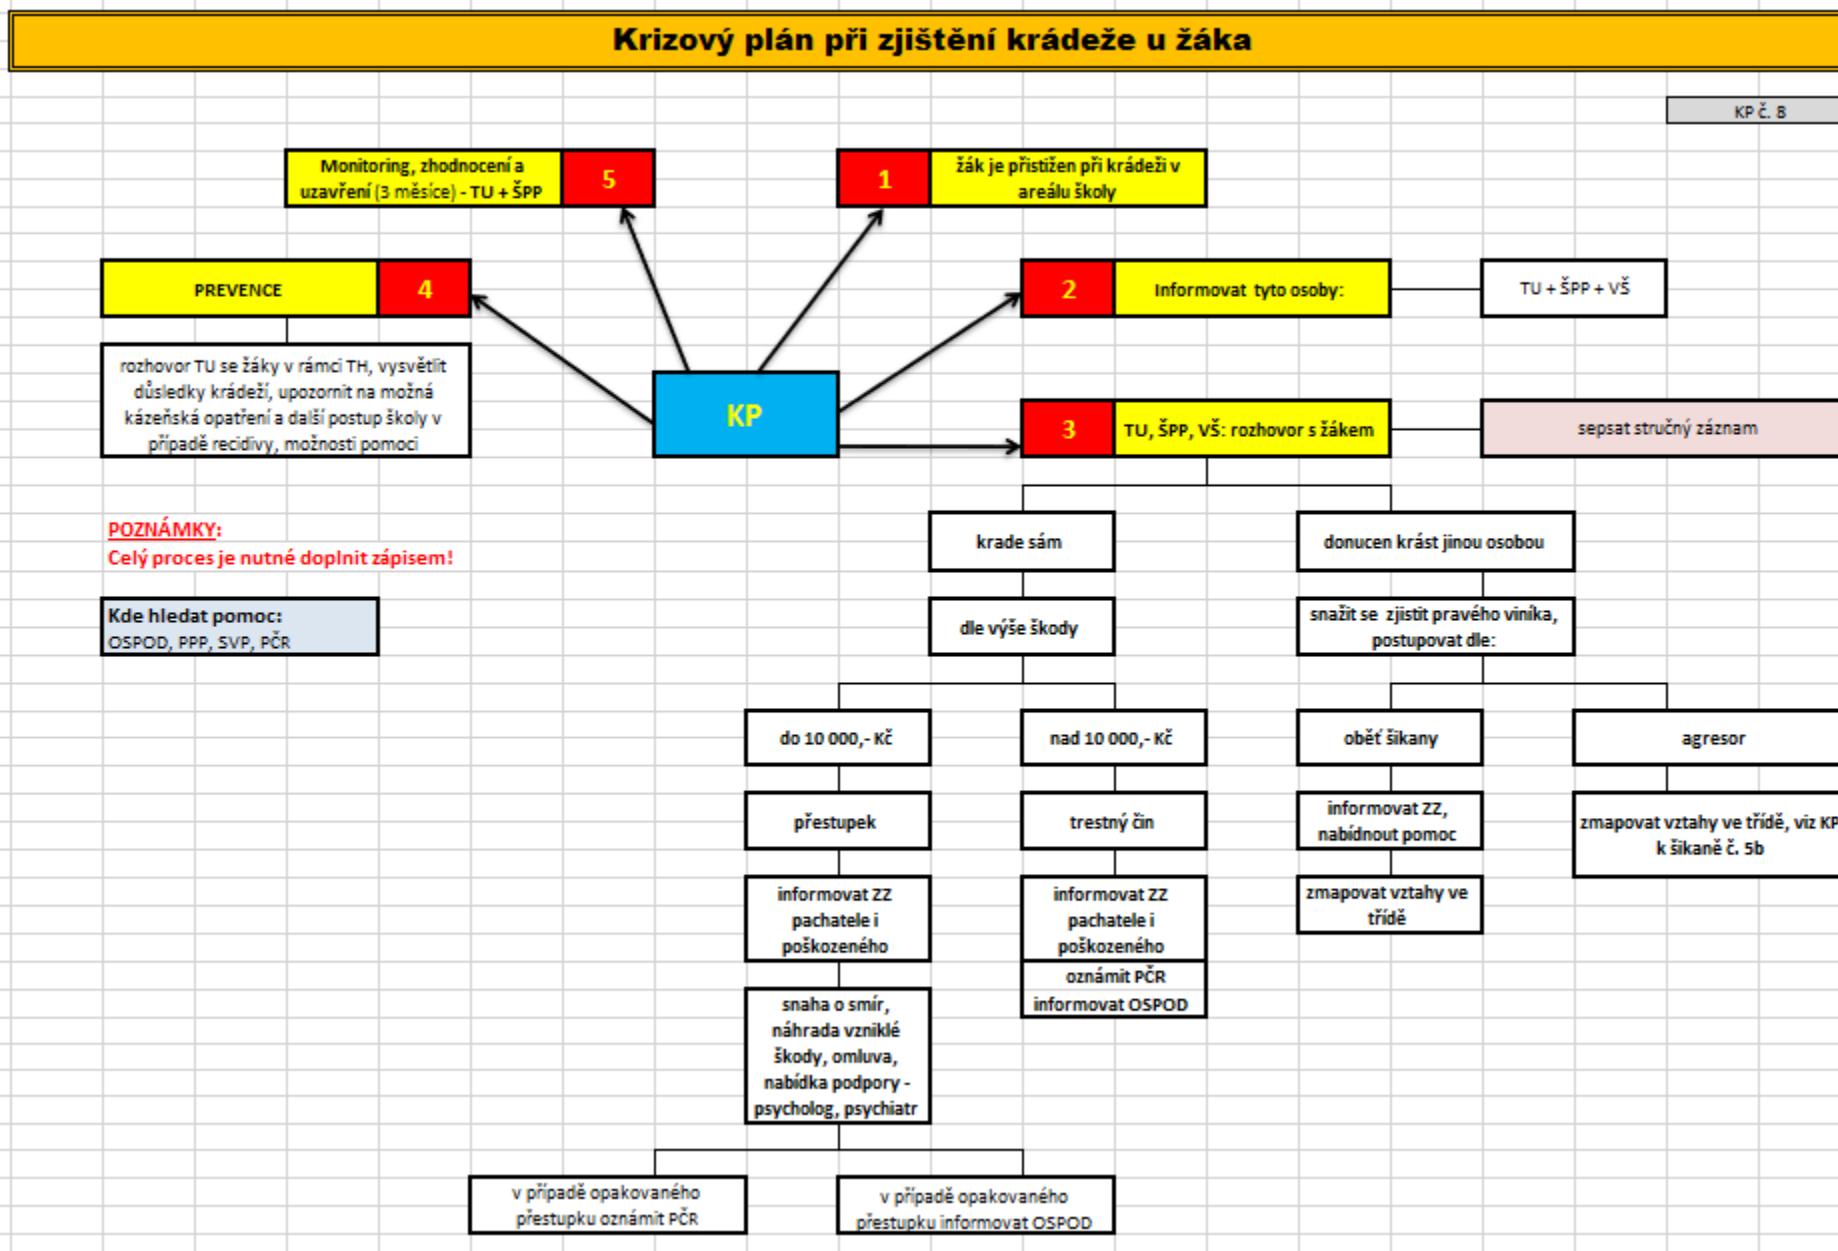 Krizový plán při zjištění krádeže u žáka
KP č. 8
Monitoring, zhodnocení a
uzavření (3 měsíce) - TU + ŠPP
5
1
žák je přistižen při krádeži v
areálu školy
PREVENCE
4
2
Informovat tyto osoby:
TU + ŠPP + VŠ
rozhovor TU se žáky v rámci TH, vysvětlit
důsledky krádeží, upozornit na možná
kázeňská opatření a další postup školy v
případě recidivy, možnosti pomoci
KP
3
TU, ŠPP, VŠ: rozhovor s žákem
sepsat stručný záznam
POZNÁMKY:
Celý proces je nutné doplnit zápisem!
Kde hledat pomoc:
OSPOD, PPP, SVP, PČR
krade sám
donucen krást jinou osobou
dle výše škody
snažit se zjistit pravého viníka,
postupovat dle:
do 10 000,- Kč
nad 10 000,- Kč
oběť šikany
agresor
přestupek
trestný čin
informovat ZZ,
nabídnout pomoc
zmapovat vztahy ve třídě, viz KP
k šikaně č. 5b
informovat ZZ
pachatele i
poškozeného
informovat ZZ
pachatele i
poškozeného
oznámit PČR
informovat OSPOD
zmapovat vztahy ve
třídě
snaha o smír,
náhrada vzniklé
škody, omluva,
nabídka podpory -
psycholog, psychiatr
v případě opakovaného
přestupku oznámit PČR
v případě opakovaného
přestupku informovat OSPOD